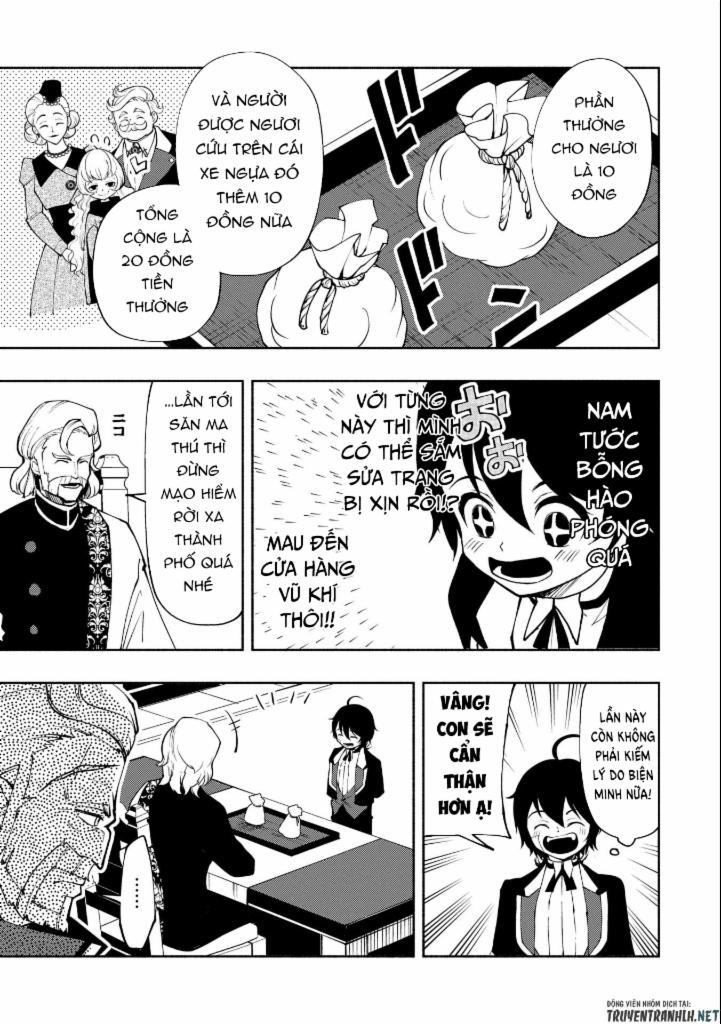 PHẦN
THƯỞNG
CHO NGƯƠI
LÀ 10
ĐỒNG
VÀ NGƯỜI
ĐƯỢC NGƯƠI
CỨU TRÊN CÁI
XE NGỰA ĐÓ
THÊM 10
ĐỒNG NỮA
TỔNG
CỘNG LÀ
20 ĐỒNG
TIỀN
THƯỞNG
ドドン
NAM
TƯỚC
BỖNG
HÀO
PHÓNG
QUÁ
おお
VỚI TỪNG
NÀY THÌ MÌNH
CÓ THỂ SẮM
SỬA TRANG
BỊ XỊN RỒI!?
MAU ĐẾN
CỬA HÀNG
VŨ KHÍ
THÔI!!
ニコ
...LẦN TỚI
SĂN MA
THÚ THÌ
ĐỪNG
MẠO HIỂM
RỜI XA
THÀNH
PHỐ QUÁ
NHÉ
LẦN NÀY
CÒN KHÔNG
PHẢI KIẾM
LÝ DO BIỆN
MINH NỮA!
VÂNG!
CON SẼ
CẨN
THẬN
HƠN Ạ!
......
ĐỘNG VIÊN NHÓM DỊCH TẠI:
TRUYENTRANHLH.NET